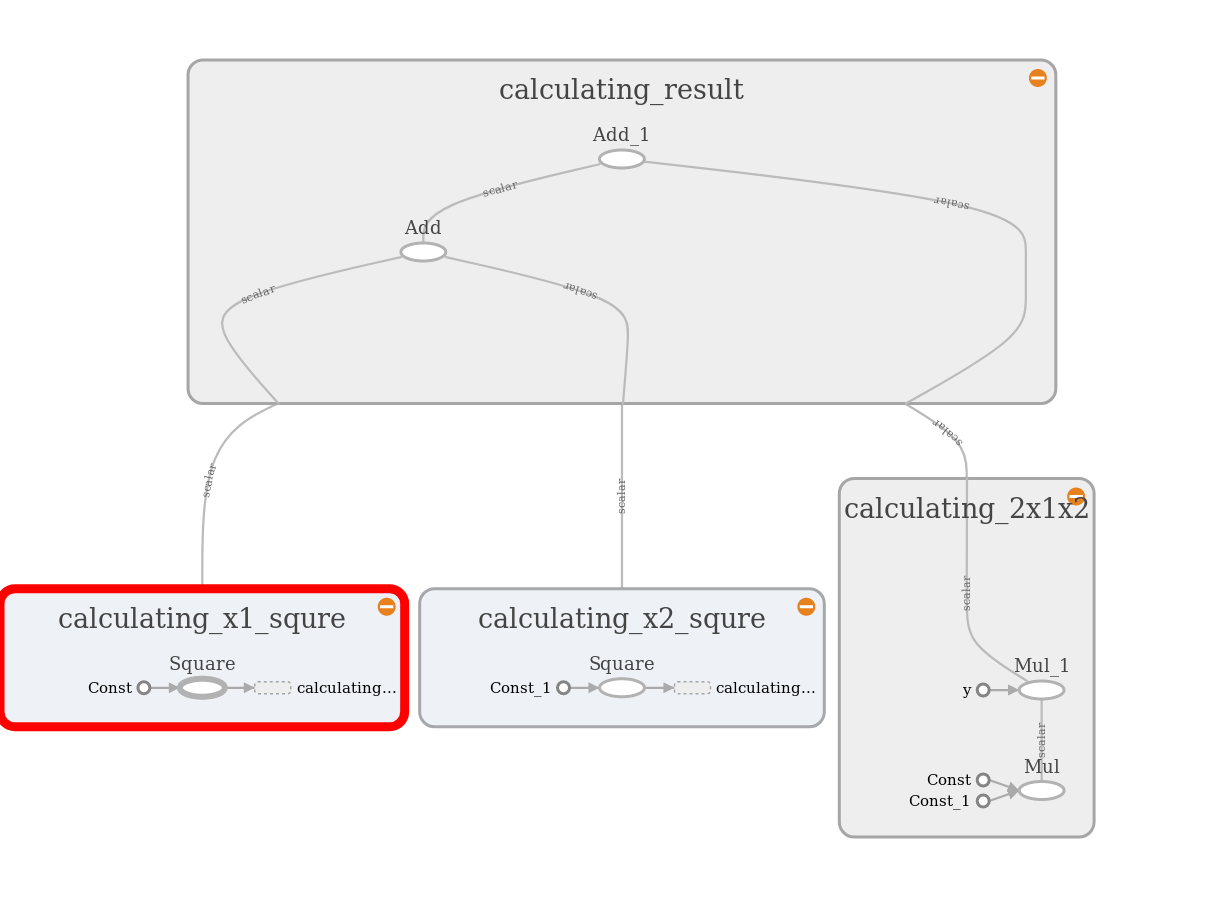 calculating_result
Add_1
scalar
scalar
Add
scalar
scalar
scalar
scalar
scalar
calculating_2x1x2
scalar
calculating_x1_squre
Square
Const
calculating...
calculating_x2_squre
Square
Const_1
calculating...
Mul_1
y
scalar
Mul
Const
Const_1